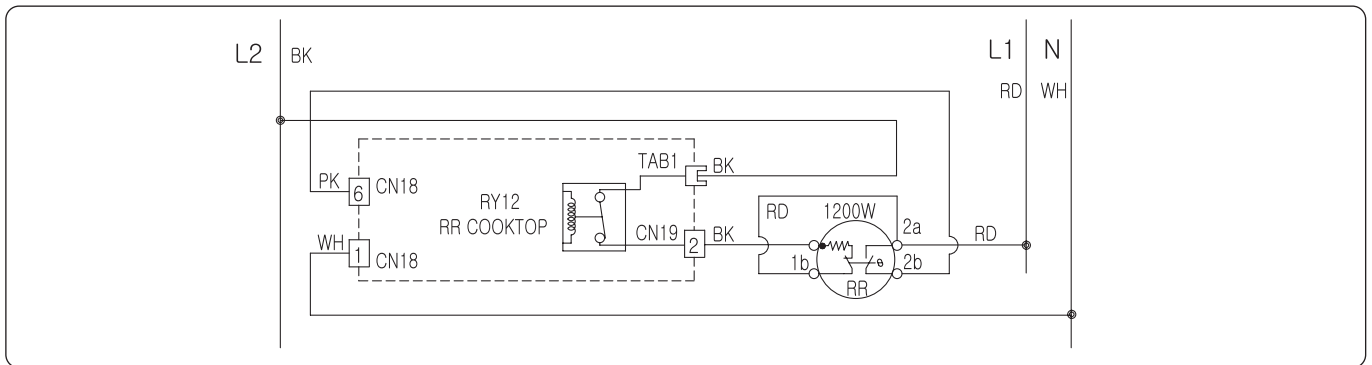 L2
BK
L1
N
RD
WH
TAB1
BK
PK
6
CN18
RY12
RR COOKTOP
RD
1200W
2a
WH
1
CN18
CN19
2
BK
RD
1b
θ
2b
RR